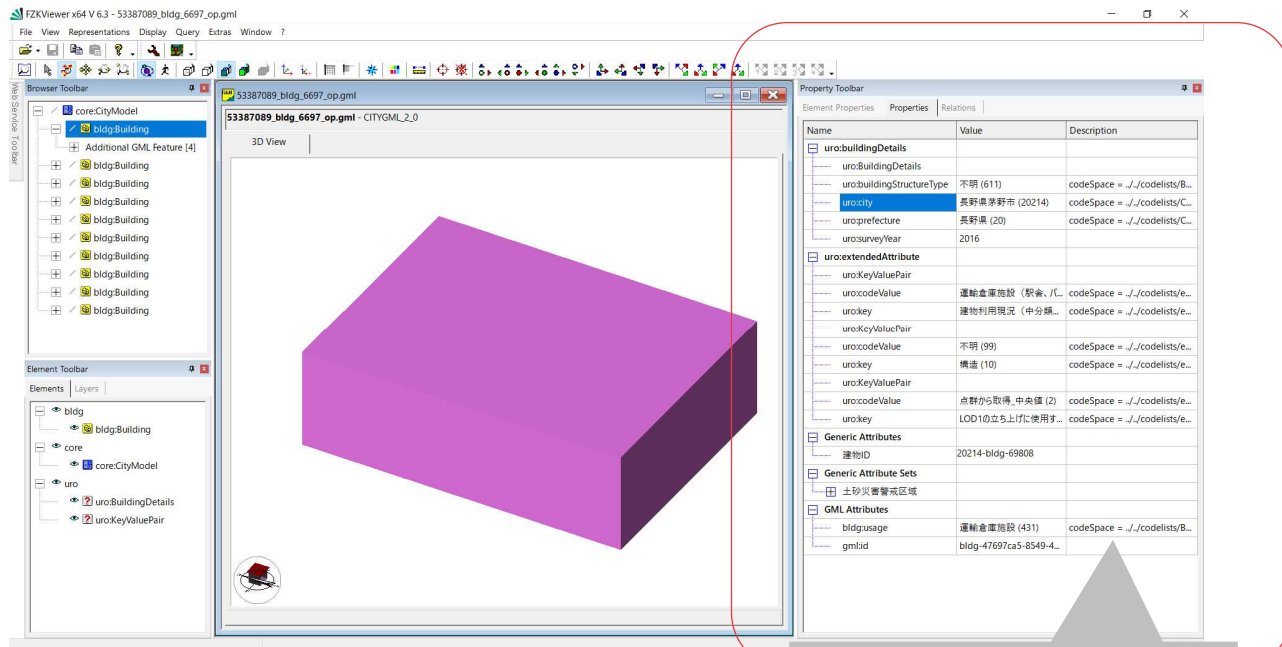 FZKViewer x64 V 6.3 - 53387089_bldg_6697_op.gml
File View Representations Display Query Extras Window ?
Web Service Toolbar
Browser Toolbar
core:CityModel
bldg:Building
Additional GML Feature [4]
bldg:Building
bldg:Building
bldg:Building
bldg:Building
bldg:Building
bldg:Building
bldg:Building
bldg:Building
bldg:Building
Element Toolbar
Elements Layers
bldg
bldg:Building
core
core:CityModel
uro
uro:BuildingDetails
uro:KeyValuePair
53387089_bldg_6697_op.gml
53387089_bldg_6697_op.gml - CITYGML_2_0
3D View
Property Toolbar
Element Properties Properties Relations
Name Value Description
uro:buildingDetails
uro:BuildingDetails
uro:buildingStructureType 不明 (611) codeSpace = ../../codelists/B...
uro:city 長野県茅野市 (20214) codeSpace = ../../codelists/C...
uro:prefecture 長野県 (20) codeSpace = ../../codelists/C...
uro:surveyYear 2016
uro:extendedAttribute
uro:KeyValuePair
uro:codeValue 運輸倉庫施設（駅舎、バ... codeSpace = ../../codelists/e...
uro:key 建物利用現況（中分類... codeSpace = ../../codelists/e...
uro:KeyValuePair
uro:codeValue 不明 (99) codeSpace = ../../codelists/e...
uro:key 構造 (10) codeSpace = ../../codelists/e...
uro:KeyValuePair
uro:codeValue 点群から取得_中央値 (2) codeSpace = ../../codelists/e...
uro:key LOD1の立ち上げに使用す... codeSpace = ../../codelists/e...
Generic Attributes
建物ID 20214-bldg-69808
Generic Attribute Sets
土砂災害警戒区域
GML Attributes
bldg:usage 運輸倉庫施設 (431) codeSpace = ../../codelists/B...
gml:id bldg-47697ca5-8549-4...